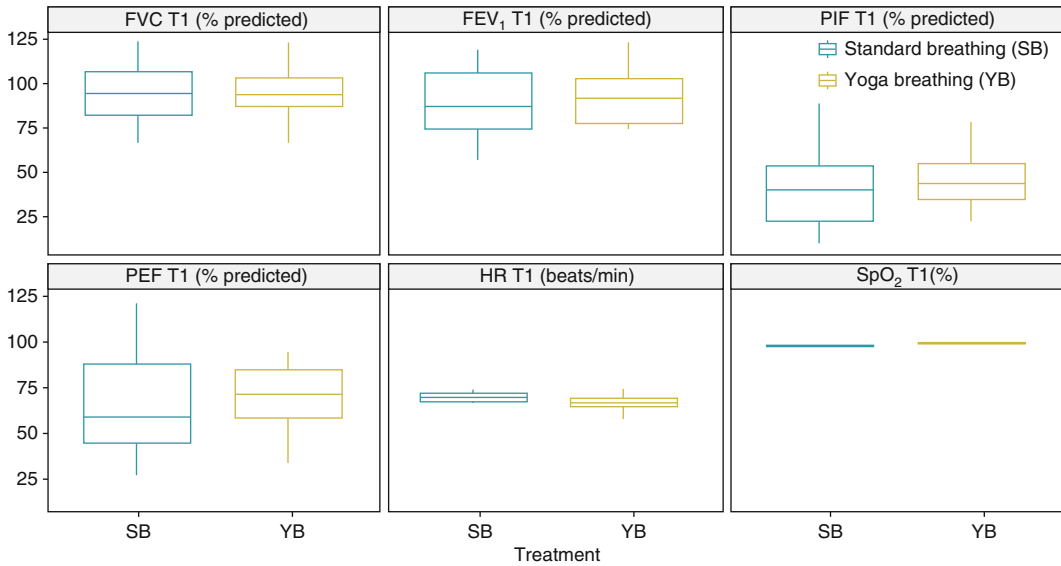 FVC T1 (% predicted)
FEV₁ T1 (% predicted)
PIF T1 (% predicted)
125
100
75
50
25
Standard breathing (SB)
Yoga breathing (YB)
PEF T1 (% predicted)
HR T1 (beats/min)
SpO₂ T1(%)
125
100
75
50
25
SB YB SB YB SB YB
Treatment